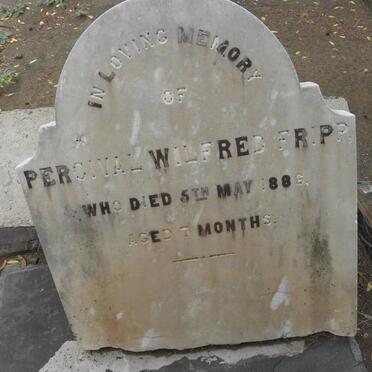 IN LOVING MEMORY
OF
PERCIVAL WILFRED FRIPP
WHO DIED 5TH MAY 1886,
AGED 7 MONTHS.